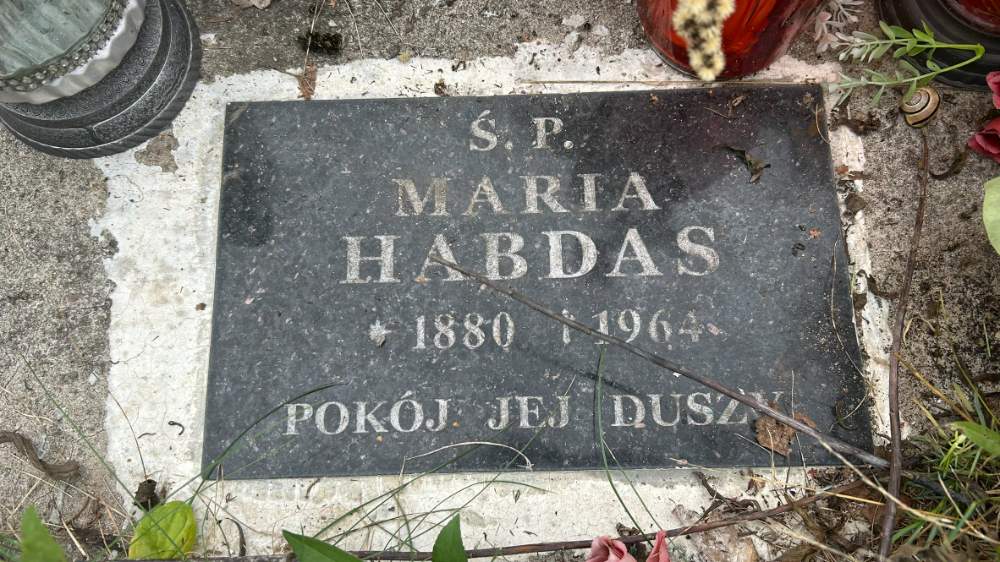 Ś. P.
MARIA
HABDAS
* 1880 † 1964
POKÓJ JEJ DUSZY